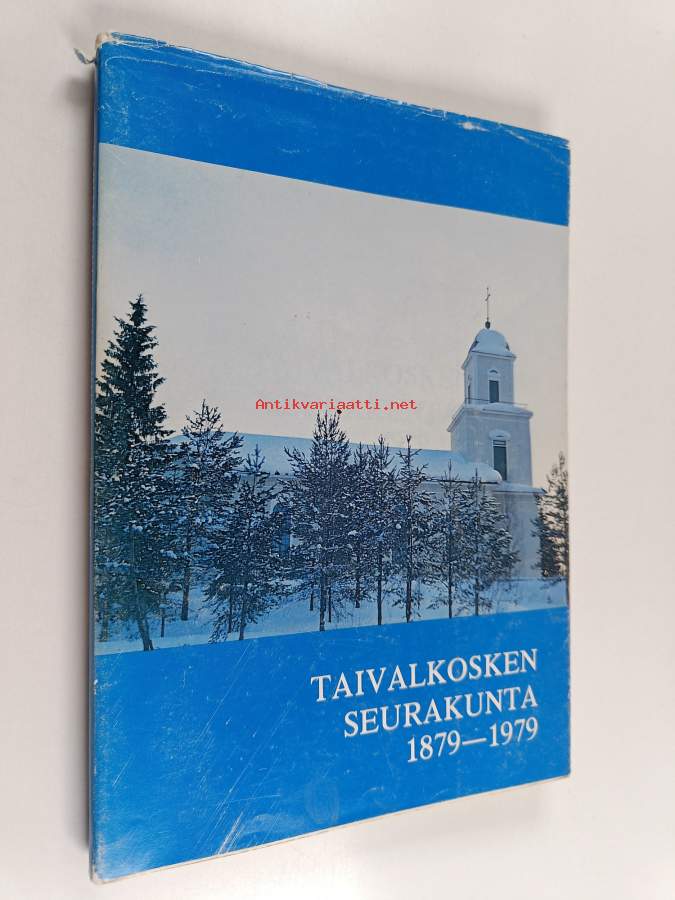 Antikvariaatti.net
TAIVALKOSKEN
SEURAKUNTA
1879—1979